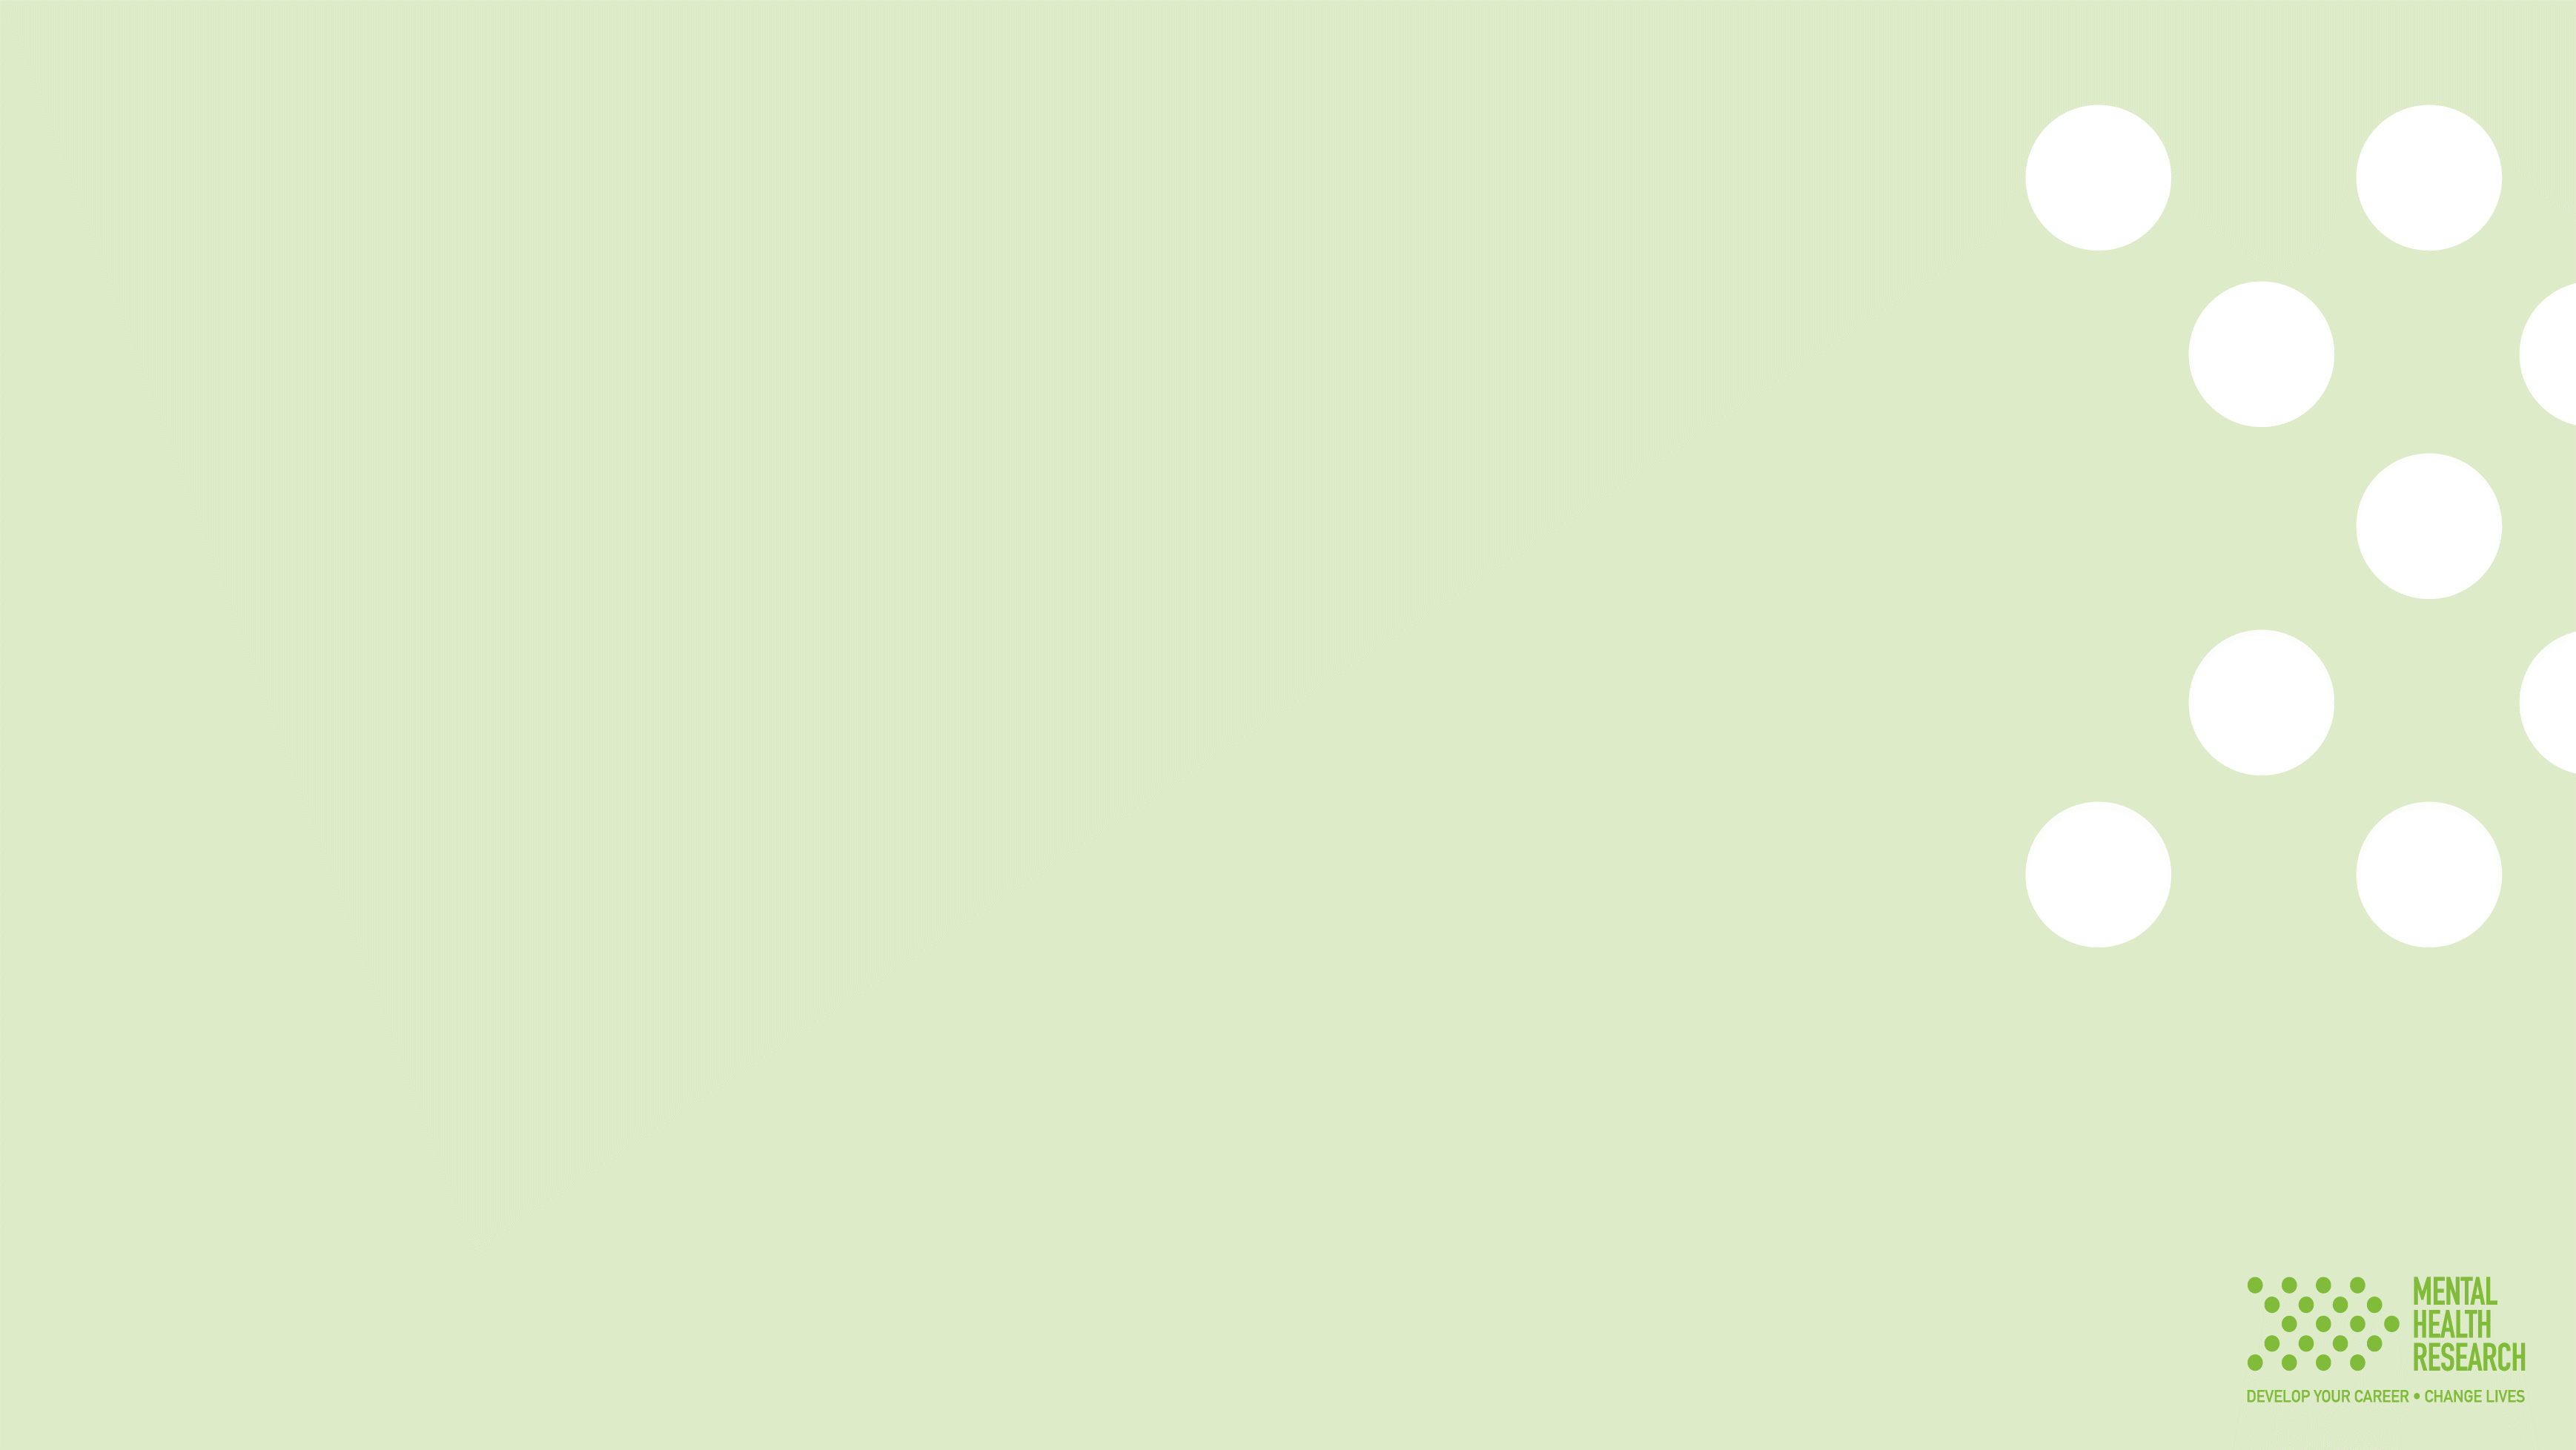 MENTAL
HEALTH
RESEARCH
DEVELOP YOUR CAREER • CHANGE LIVES